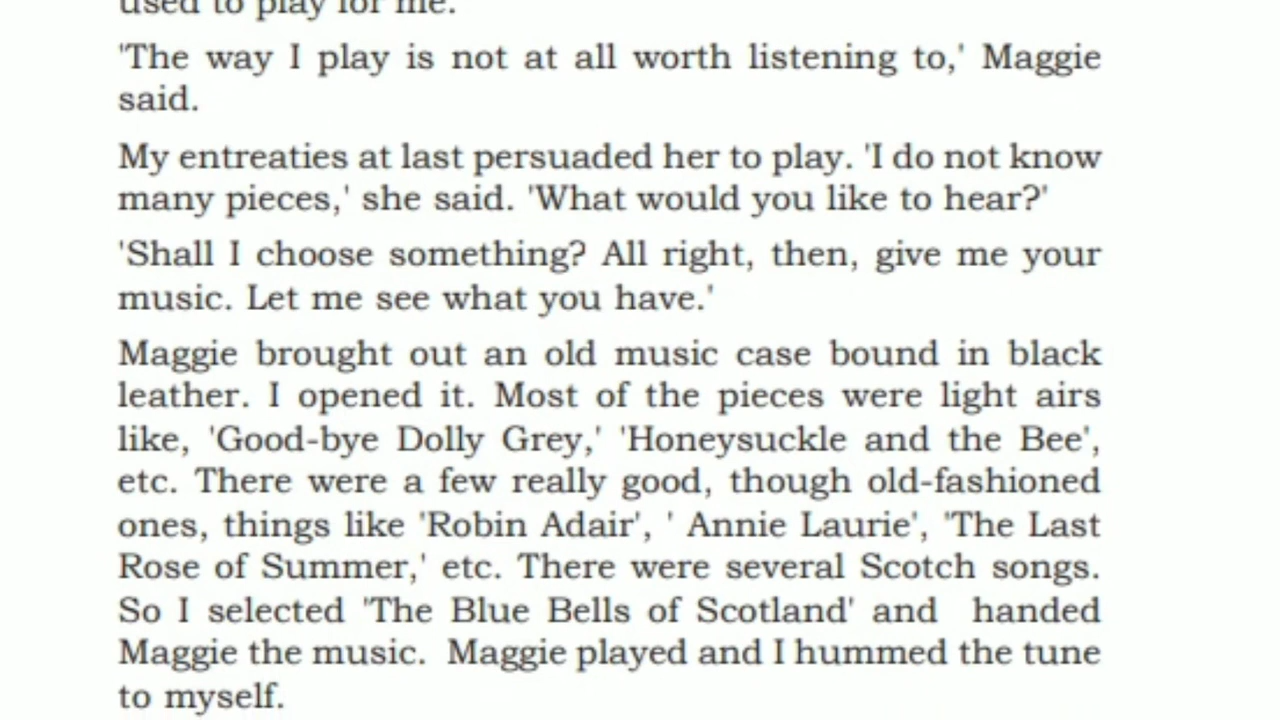 used to play for me.
'The way I play is not at all worth listening to,' Maggie
said.
My entreaties at last persuaded her to play. 'I do not know
many pieces,' she said. 'What would you like to hear?'
'Shall I choose something? All right, then, give me your
music. Let me see what you have.'
Maggie brought out an old music case bound in black
leather. I opened it. Most of the pieces were light airs
like, 'Good-bye Dolly Grey,' 'Honeysuckle and the Bee',
etc. There were a few really good, though old-fashioned
ones, things like 'Robin Adair', ' Annie Laurie', 'The Last
Rose of Summer,' etc. There were several Scotch songs.
So I selected 'The Blue Bells of Scotland' and  handed
Maggie the music.  Maggie played and I hummed the tune
to myself.